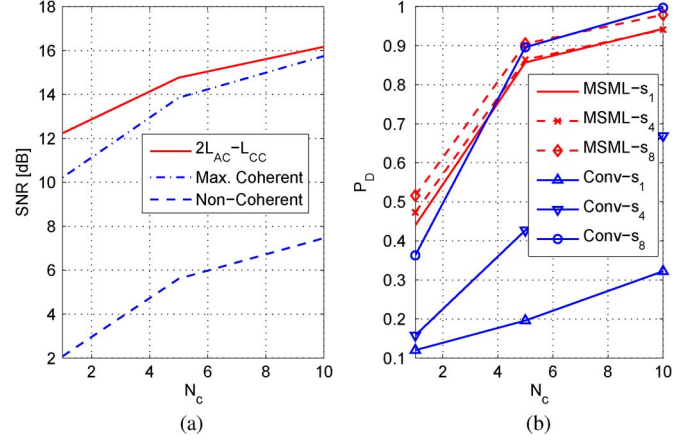 18
16
14
12
10
8
6
4
2
SNR [dB]
2L_AC-L_CC
Max. Coherent
Non-Coherent
2 4 6 8 10
N_c
(a)
1
0.9
0.8
0.7
0.6
0.5
0.4
0.3
0.2
0.1
P_D
MSML-s_1
MSML-s_4
MSML-s_8
Conv-s_1
Conv-s_4
Conv-s_8
2 4 6 8 10
N_c
(b)